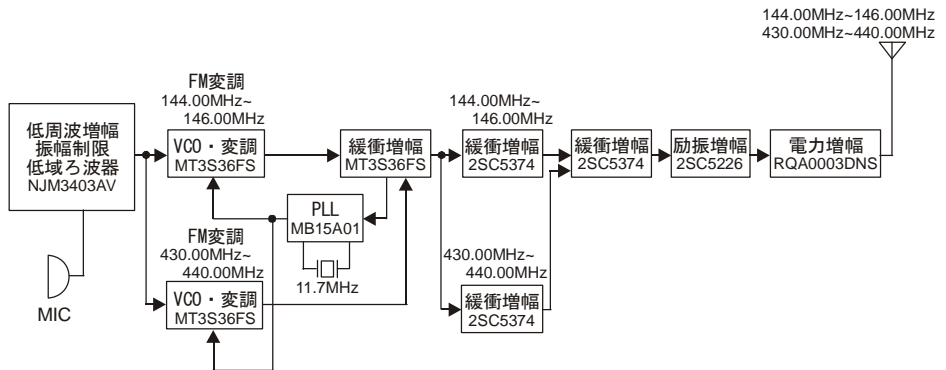 144.00MHz~146.00MHz
430.00MHz~440.00MHz
FM変調
144.00MHz~
146.00MHz
144.00MHz~
146.00MHz
低周波増幅
振幅制限
低域ろ波器
NJM3403AV
VCO・変調
MT3S36FS
緩衝増幅
MT3S36FS
緩衝増幅
2SC5374
緩衝増幅
2SC5374
励振増幅
2SC5226
電力増幅
RQA0003DNS
PLL
MB15A01
11.7MHz
FM変調
430.00MHz~
440.00MHz
VCO・変調
MT3S36FS
430.00MHz~
440.00MHz
緩衝増幅
2SC5374
MIC